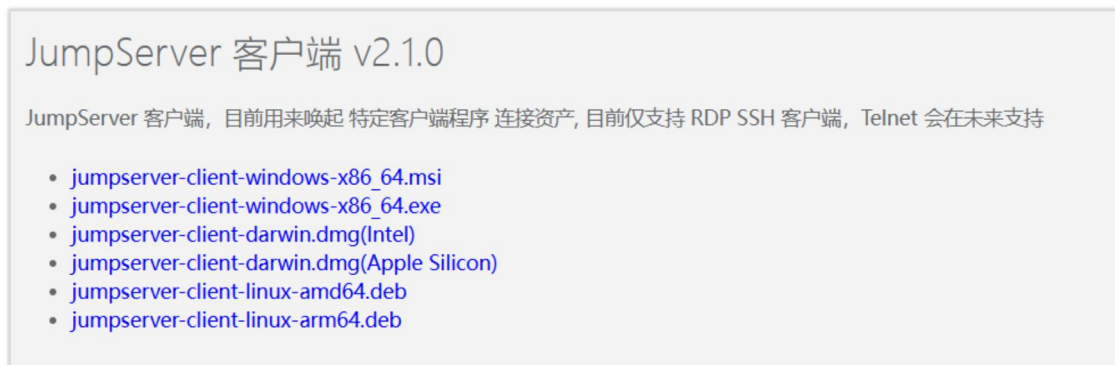 JumpServer 客户端 v2.1.0
JumpServer 客户端，目前用来唤起 特定客户端程序 连接资产, 目前仅支持 RDP SSH 客户端，Telnet 会在未来支持
jumpserver-client-windows-x86_64.msi
jumpserver-client-windows-x86_64.exe
jumpserver-client-darwin.dmg(Intel)
jumpserver-client-darwin.dmg(Apple Silicon)
jumpserver-client-linux-amd64.deb
jumpserver-client-linux-arm64.deb